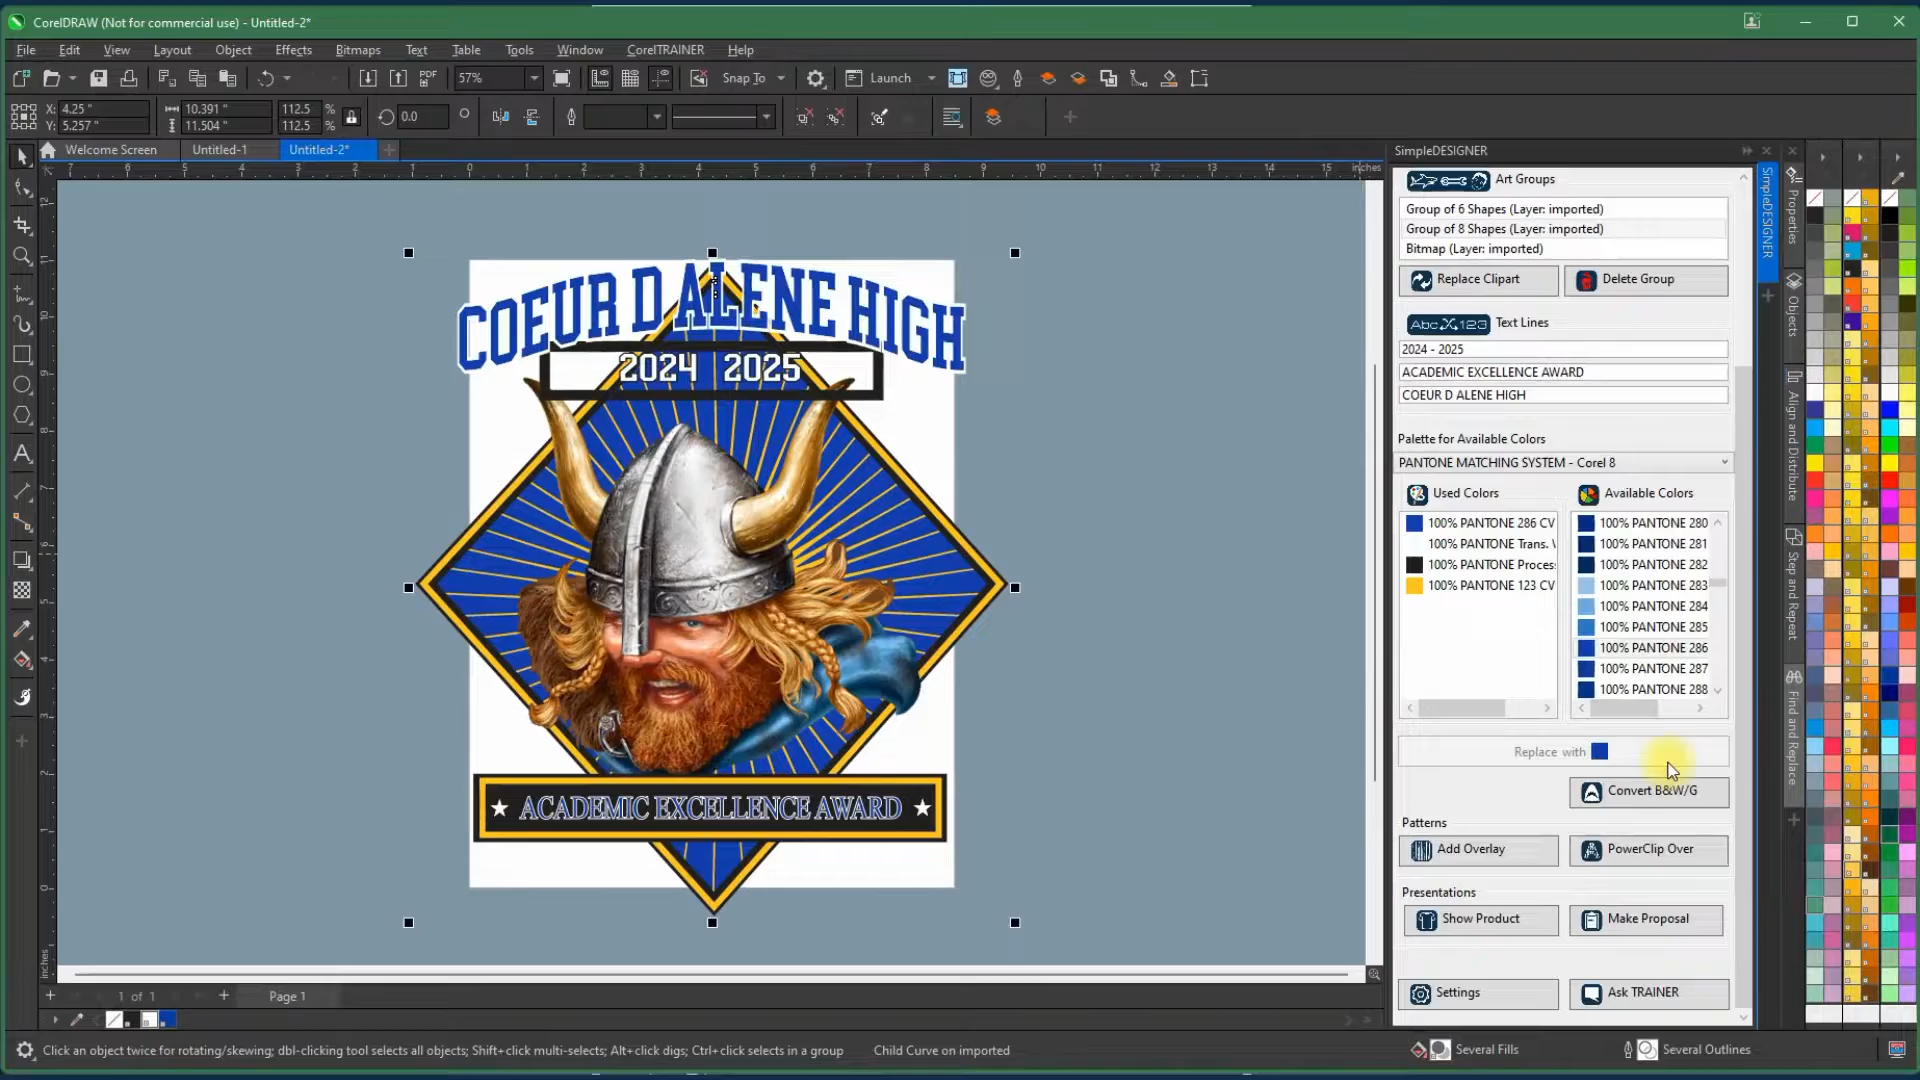 CorelDRAW (Not for commercial use) - Untitled-2*
File Edit View Layout Object Effects Bitmaps Text Table Tools Window CorelTRAINER Help
PDF 57% Snap To Launch
X: 4.25 " 10.391 " 112.5 %
Y: 5.257 " 11.504 " 112.5 %
0.0
Welcome Screen Untitled-1 Untitled-2*
inches
SimpleDESIGNER
Art Groups
Group of 6 Shapes (Layer: imported)
Group of 8 Shapes (Layer: imported)
Bitmap (Layer: imported)
Replace Clipart Delete Group
Abc X 123 Text Lines
2024 - 2025
ACADEMIC EXCELLENCE AWARD
COEUR D ALENE HIGH
Palette for Available Colors
PANTONE MATCHING SYSTEM - Corel 8
Used Colors Available Colors
100% PANTONE 286 CV 100% PANTONE 280
100% PANTONE Trans. 100% PANTONE 281
100% PANTONE Proces 100% PANTONE 282
100% PANTONE 123 CV 100% PANTONE 283
100% PANTONE 284
100% PANTONE 285
100% PANTONE 286
100% PANTONE 287
100% PANTONE 288
Replace with
Convert B&W/G
Patterns
Add Overlay PowerClip Over
Presentations
Show Product Make Proposal
Settings Ask TRAINER
SimpleDESIGNER
Properties
Objects
Align and Distribute
Step and Repeat
Find and Replace
COEUR D ALENE HIGH
2024 2025
ACADEMIC EXCELLENCE AWARD
inches
1 of 1 Page 1
Click an object twice for rotating/skewing; dbl-clicking tool selects all objects; Shift+click multi-selects; Alt+click digs; Ctrl+click selects in a group Child Curve on imported Several Fills Several Outlines